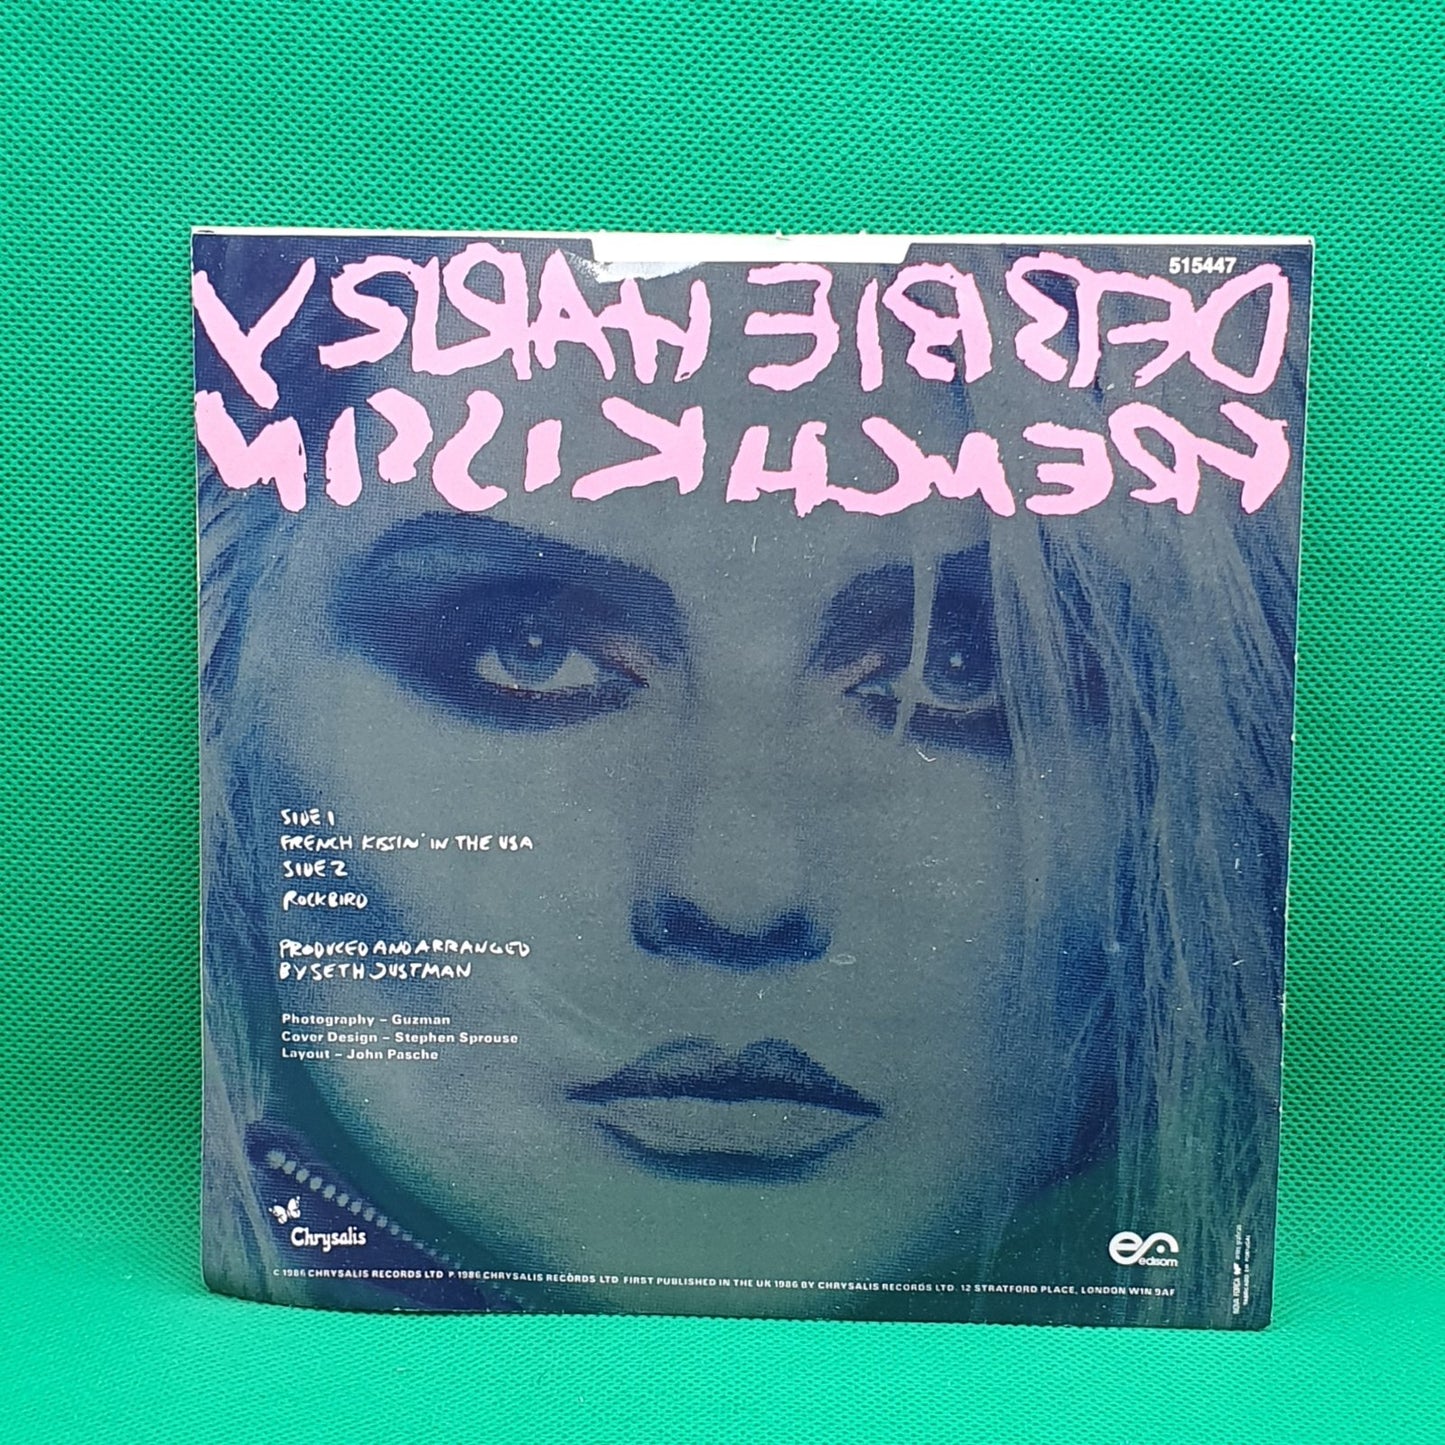 515447
DEBBIE HARRY
FRENCH KISSIN
SIDE 1
FRENCH KISSIN' IN THE USA
SIDE 2
ROCKBIRD
PRODUCED AND ARRANGED
BY SETH JUSTMAN
Photography – Guzman
Cover Design – Stephen Sprouse
Layout – John Pasche
Chrysalis
edisom
C 1986 CHRYSALIS RECORDS LTD P 1986 CHRYSALIS RECORDS LTD FIRST PUBLISHED IN THE UK 1986 BY CHRYSALIS RECORDS LTD. 12 STRATFORD PLACE, LONDON W1N 9AF